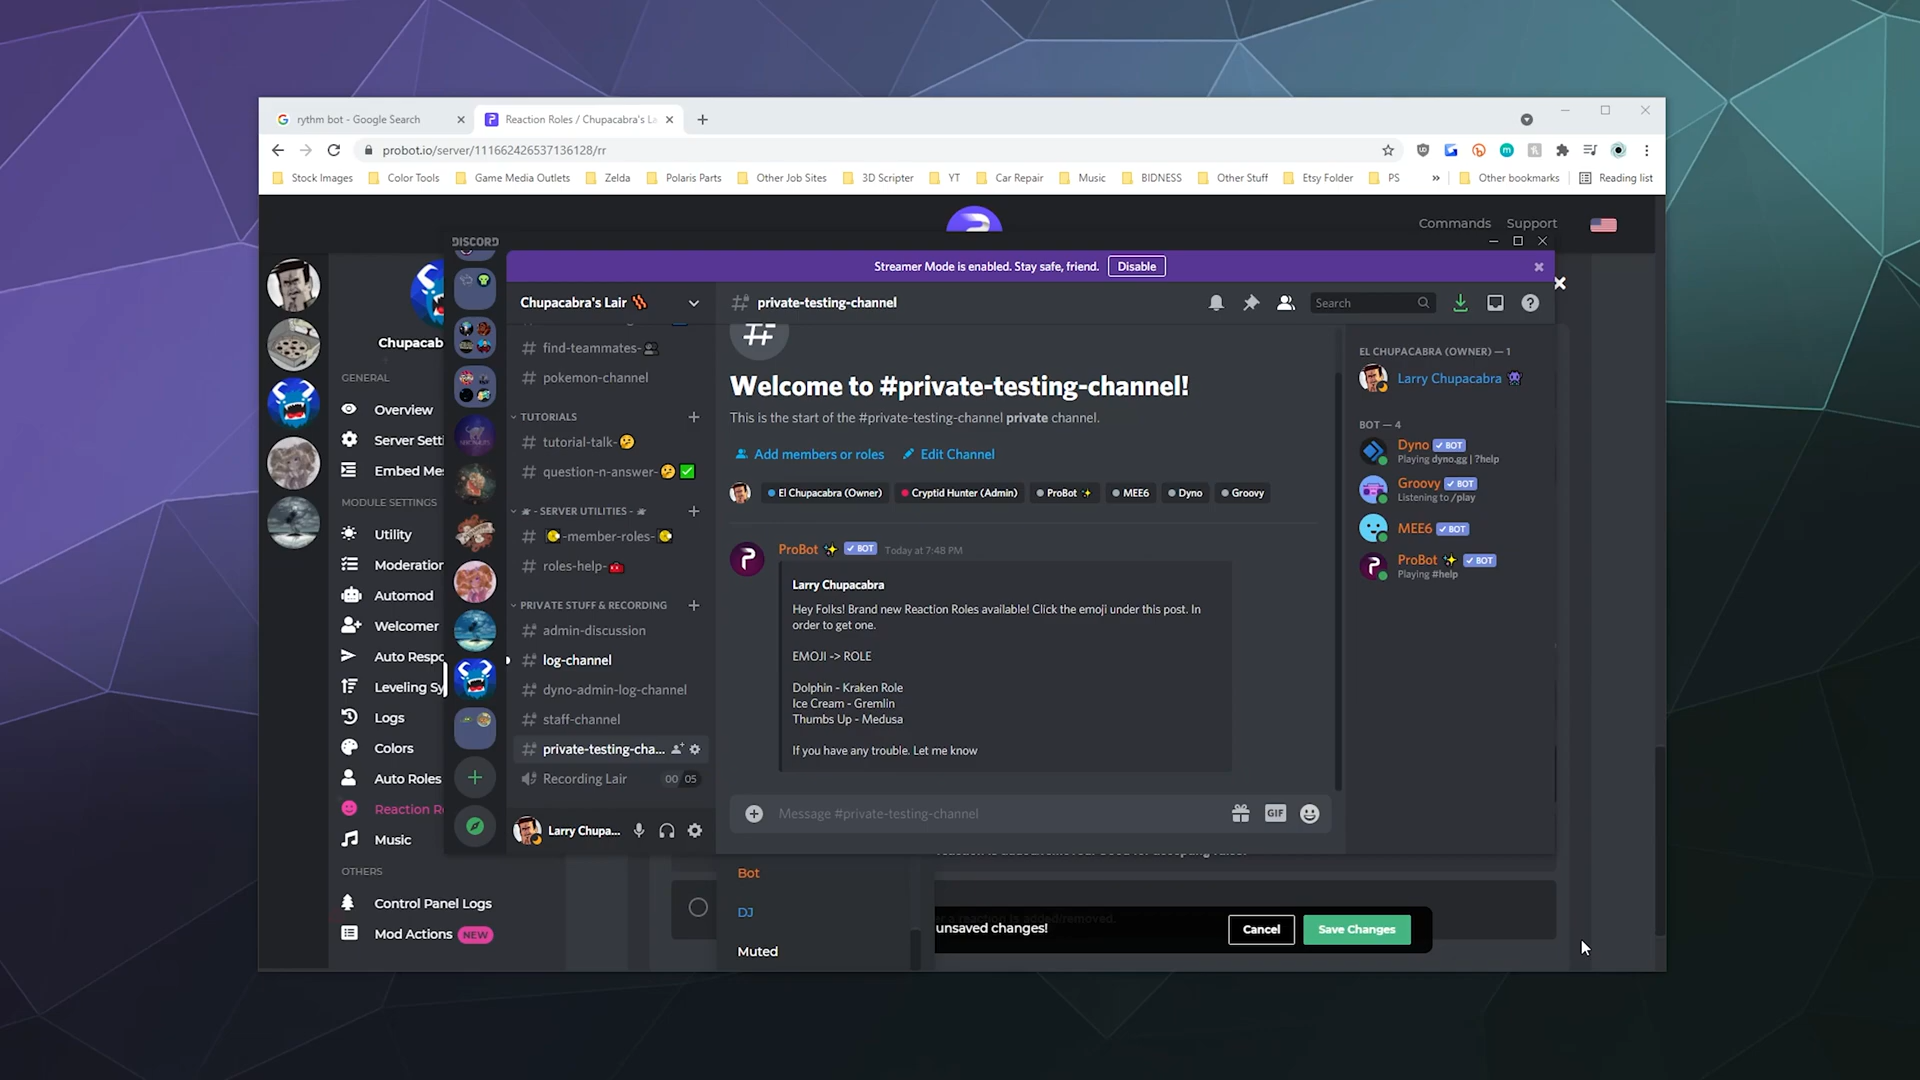 rythm bot - Google Search
Reaction Roles / Chupacabra's La
probot.io/server/111662426537136128/rr
Stock Images
Color Tools
Game Media Outlets
Zelda
Polaris Parts
Other Job Sites
3D Scripter
YT
Car Repair
Music
BIDNESS
Other Stuff
Etsy Folder
PS
»
Other bookmarks
Reading list
Commands
Support
DISCORD
Streamer Mode is enabled. Stay safe, friend.
Disable
Chupacab
GENERAL
Overview
Server Sett
Embed Mes
MODULE SETTINGS
Utility
Moderation
Automod
Welcomer
Auto Respo
Leveling Sy
Logs
Colors
Auto Roles
Reaction R
Music
OTHERS
Control Panel Logs
Mod Actions NEW
Chupacabra's Lair
find-teammates-
pokemon-channel
TUTORIALS
tutorial-talk-
question-n-answer-
- SERVER UTILITIES -
-member-roles-
roles-help-
PRIVATE STUFF & RECORDING
admin-discussion
log-channel
dyno-admin-log-channel
staff-channel
private-testing-cha...
Recording Lair 00 05
Larry Chupa...
private-testing-channel
Search
Welcome to #private-testing-channel!
This is the start of the #private-testing-channel private channel.
Add members or roles
Edit Channel
El Chupacabra (Owner)
Cryptid Hunter (Admin)
ProBot
MEE6
Dyno
Groovy
ProBot BOT Today at 7:48 PM
Larry Chupacabra
Hey Folks! Brand new Reaction Roles available! Click the emoji under this post. In
order to get one.
EMOJI -> ROLE
Dolphin - Kraken Role
Ice Cream - Gremlin
Thumbs Up - Medusa
If you have any trouble. Let me know
Message #private-testing-channel
GIF
EL CHUPACABRA (OWNER) — 1
Larry Chupacabra
BOT — 4
Dyno BOT
Playing dyno.gg | ?help
Groovy BOT
Listening to /play
MEE6 BOT
ProBot BOT
Playing #help
Bot
DJ
Muted
er a reaction is added/removed.
unsaved changes!
Cancel
Save Changes